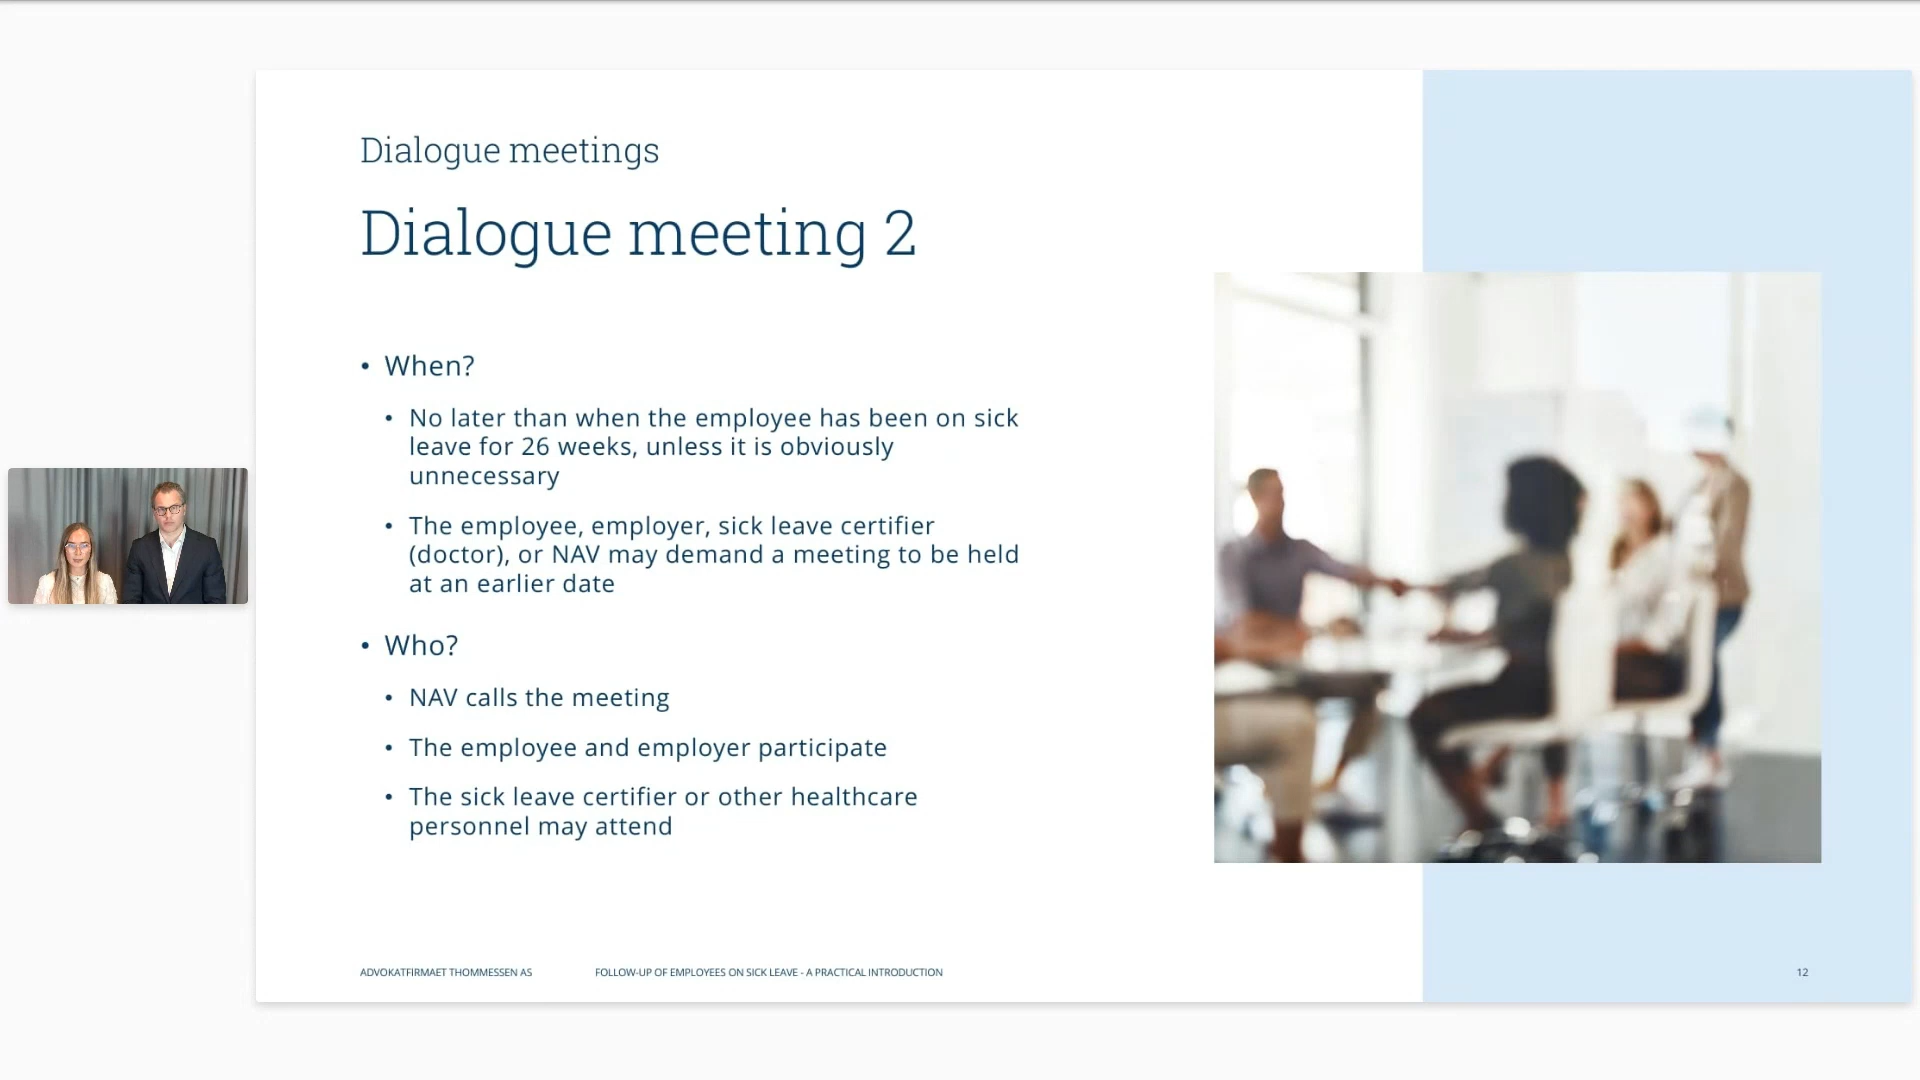 Dialogue meetings
Dialogue meeting 2
• When?
• No later than when the employee has been on sick
leave for 26 weeks, unless it is obviously
unnecessary
• The employee, employer, sick leave certifier
(doctor), or NAV may demand a meeting to be held
at an earlier date
• Who?
• NAV calls the meeting
• The employee and employer participate
• The sick leave certifier or other healthcare
personnel may attend
ADVOKATFIRMAET THOMMESSEN AS
FOLLOW-UP OF EMPLOYEES ON SICK LEAVE - A PRACTICAL INTRODUCTION
12